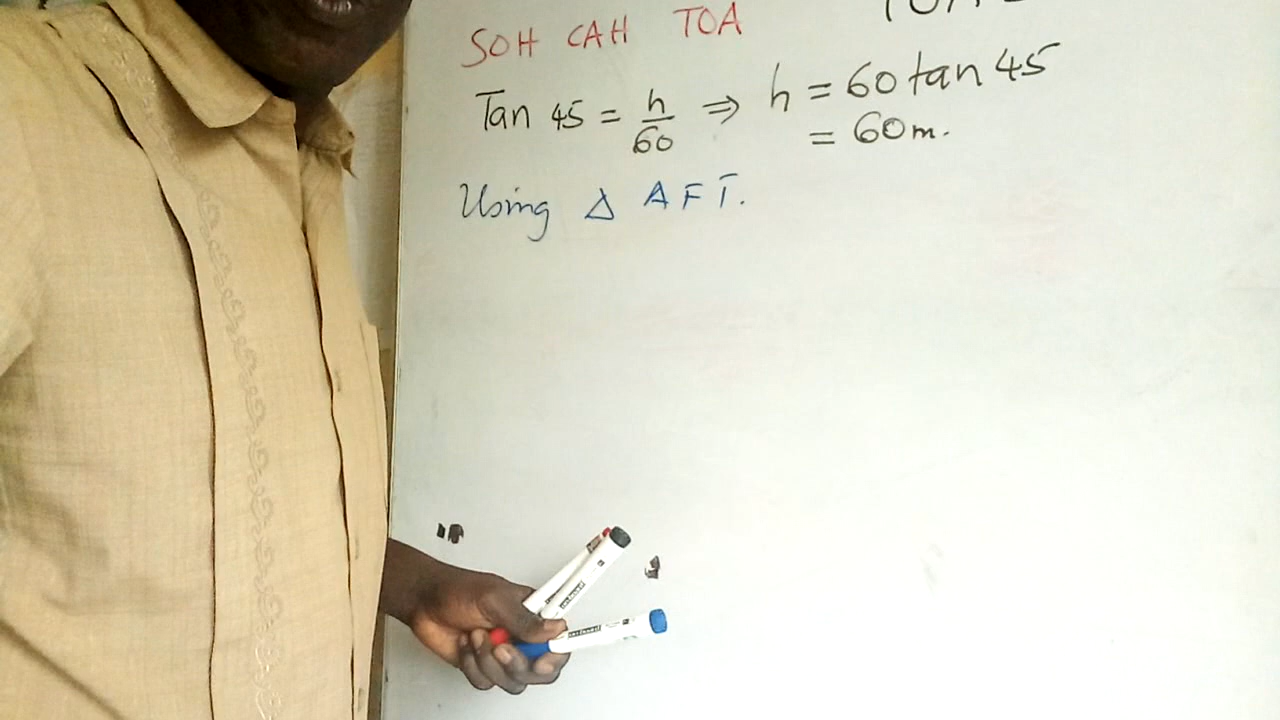 SOH CAH TOA
Tan 45 = h/60 ⇒ h = 60 tan 45
= 60m.
Using Δ AFT.